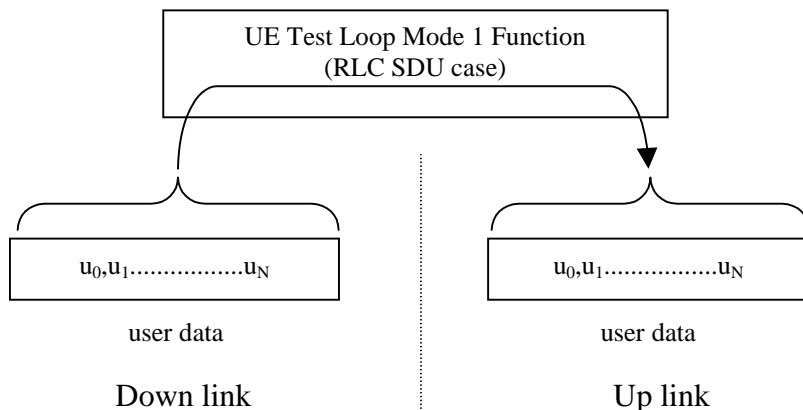 UE Test Loop Mode 1 Function
(RLC SDU case)
u0,u1..................uN
u0,u1..................uN
user data
user data
Down link
Up link